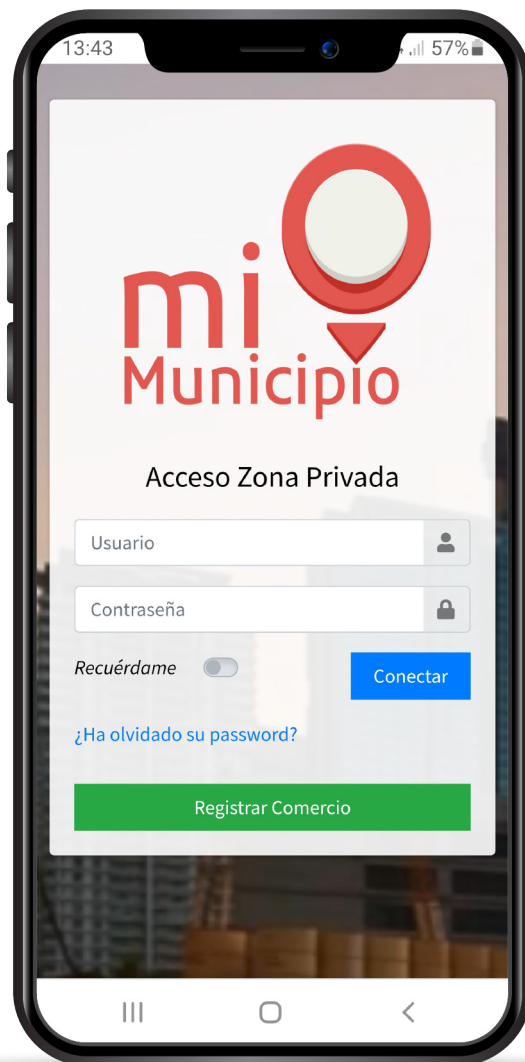 13:43
57%
mi
Municipio
Acceso Zona Privada
Usuario
Contraseña
Recuérdame
Conectar
¿Ha olvidado su password?
Registrar Comercio